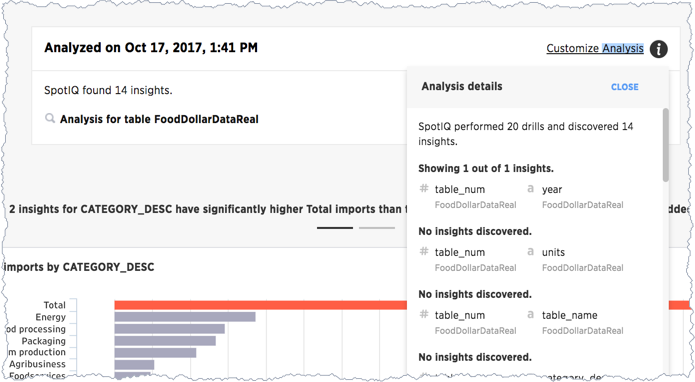 Analyzed on Oct 17, 2017, 1:41 PM
Customize Analysis
i
SpotIQ found 14 insights.
Analysis for table FoodDollarDataReal
Analysis details
CLOSE
SpotIQ performed 20 drills and discovered 14
insights.
Showing 1 out of 1 insights.
# table_num a year
FoodDollarDataReal FoodDollarDataReal
No insights discovered.
# table_num a units
FoodDollarDataReal FoodDollarDataReal
No insights discovered.
# table_num a table_name
FoodDollarDataReal FoodDollarDataReal
No insights discovered.
2 insights for CATEGORY_DESC have significantly higher Total imports than
imports by CATEGORY_DESC
Total
Energy
od processing
Packaging
m production
Agribusiness
Foodservices